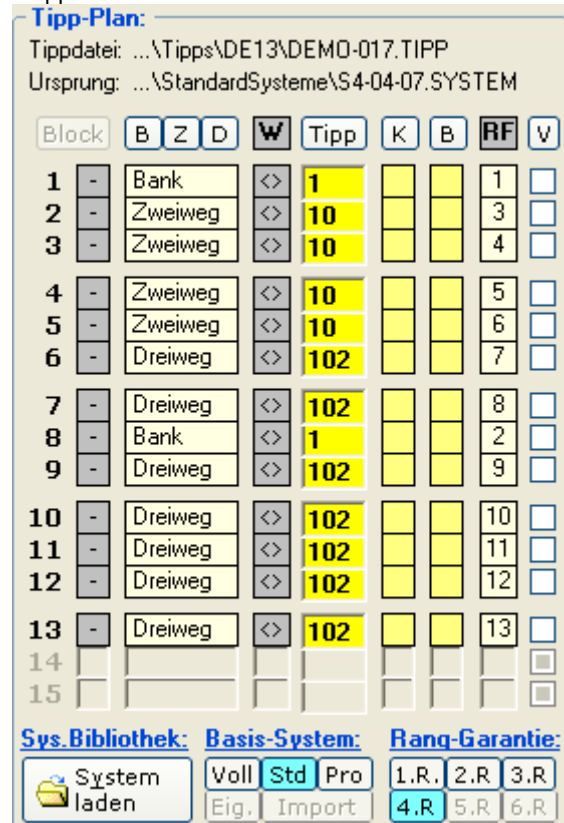 Tipp-Plan:
Tippdatei: ...\Tipps\DE13\DEMO-017.TIPP
Ursprung: ...\StandardSysteme\S4-04-07.SYSTEM
Block B Z D W Tipp K B RF V
1 - Bank <> 1 1
2 - Zweiweg <> 10 3
3 - Zweiweg <> 10 4
4 - Zweiweg <> 10 5
5 - Zweiweg <> 10 6
6 - Dreiweg <> 102 7
7 - Dreiweg <> 102 8
8 - Bank <> 1 2
9 - Dreiweg <> 102 9
10 - Dreiweg <> 102 10
11 - Dreiweg <> 102 11
12 - Dreiweg <> 102 12
13 - Dreiweg <> 102 13
14
15
Sys.Bibliothek: Basis-System: Rang-Garantie:
System laden Voll Std Pro 1.R. 2.R 3.R
Eig. Import 4.R 5.R 6.R